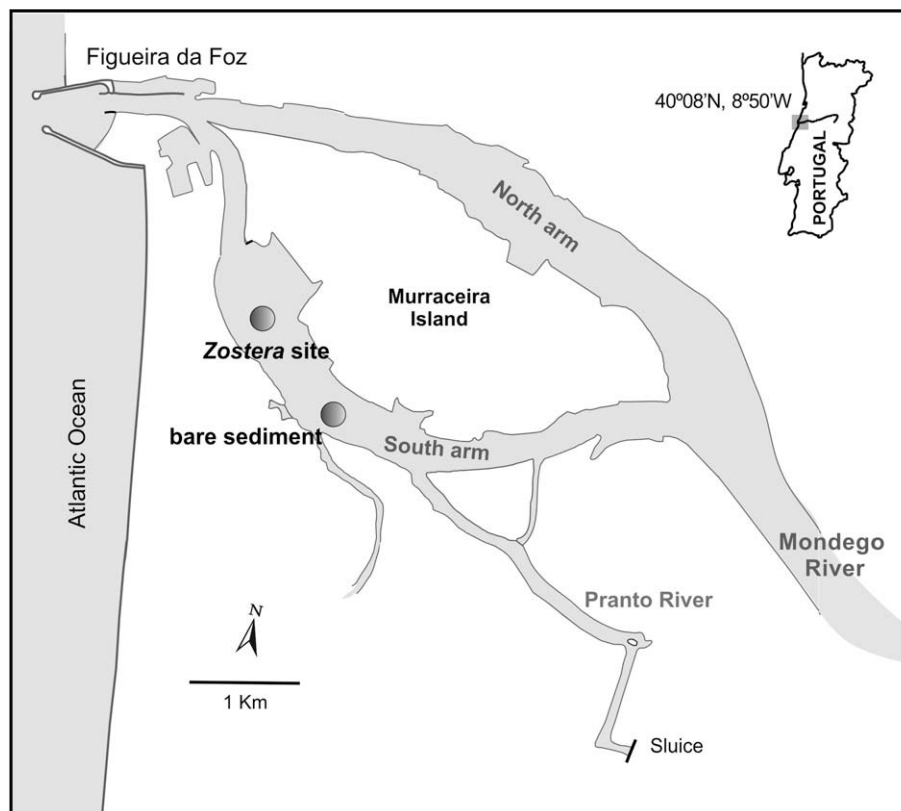 Figueira da Foz
40º08'N, 8º50'W
PORTUGAL
North arm
Murraceira
Island
Zostera site
bare sediment
South arm
Atlantic Ocean
Mondego
River
Pranto River
N
1 Km
Sluice